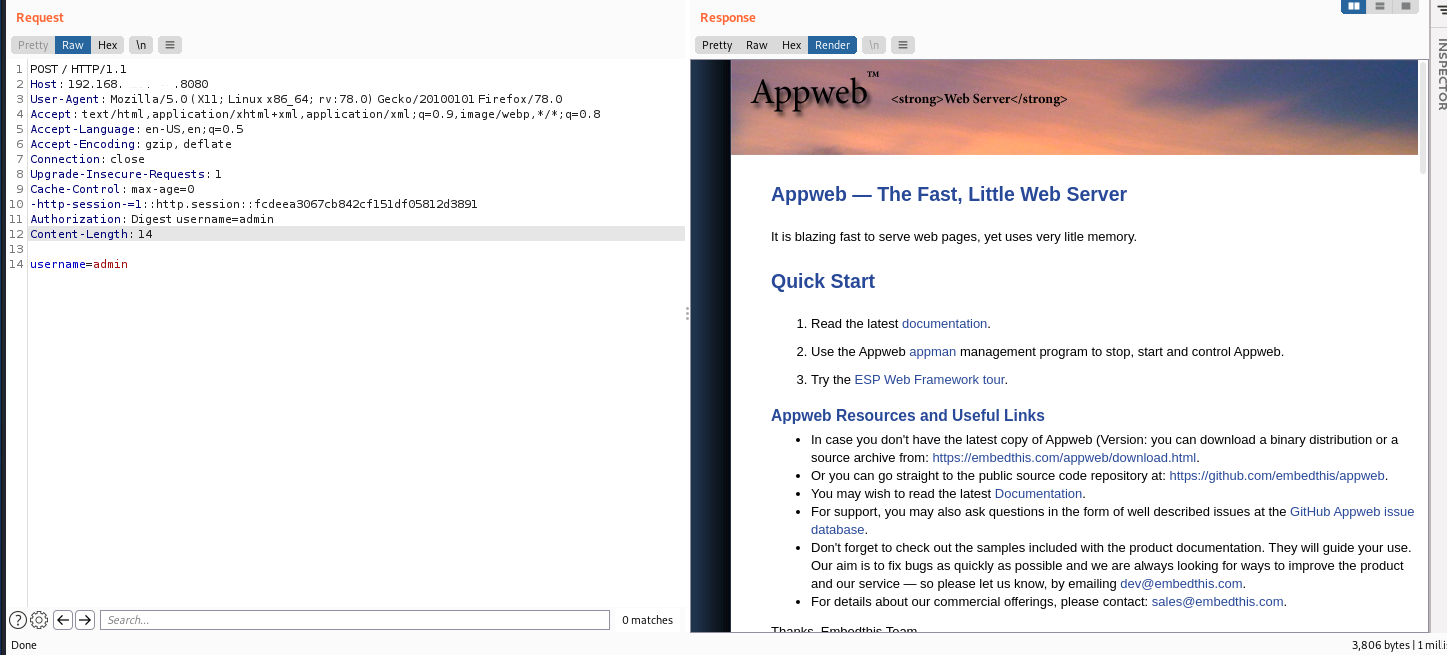 Request
Response
Pretty Raw Hex \n
Pretty Raw Hex Render \n
INSPECTOR
1 POST / HTTP/1.1
2 Host: 192.168. .8080
3 User-Agent: Mozilla/5.0 (X11; Linux x86_64; rv:78.0) Gecko/20100101 Firefox/78.0
4 Accept: text/html,application/xhtml+xml,application/xml;q=0.9,image/webp,*/*;q=0.8
5 Accept-Language: en-US,en;q=0.5
6 Accept-Encoding: gzip, deflate
7 Connection: close
8 Upgrade-Insecure-Requests: 1
9 Cache-Control: max-age=0
10 -http-session-=1::http.session::fcdeea3067cb842cf151df05812d3891
11 Authorization: Digest username=admin
12 Content-Length: 14
13
14 username=admin
Appweb™ <strong>Web Server</strong>
Appweb — The Fast, Little Web Server
It is blazing fast to serve web pages, yet uses very litle memory.
Quick Start
1. Read the latest documentation.
2. Use the Appweb appman management program to stop, start and control Appweb.
3. Try the ESP Web Framework tour.
Appweb Resources and Useful Links
• In case you don't have the latest copy of Appweb (Version: you can download a binary distribution or a
source archive from: https://embedthis.com/appweb/download.html.
• Or you can go straight to the public source code repository at: https://github.com/embedthis/appweb.
• You may wish to read the latest Documentation.
• For support, you may also ask questions in the form of well described issues at the GitHub Appweb issue
database.
• Don't forget to check out the samples included with the product documentation. They will guide your use.
Our aim is to fix bugs as quickly as possible and we are always looking for ways to improve the product
and our service — so please let us know, by emailing dev@embedthis.com.
• For details about our commercial offerings, please contact: sales@embedthis.com.
Thanks, Embedthis Team
Search...
0 matches
Done
3,806 bytes | 1 milli